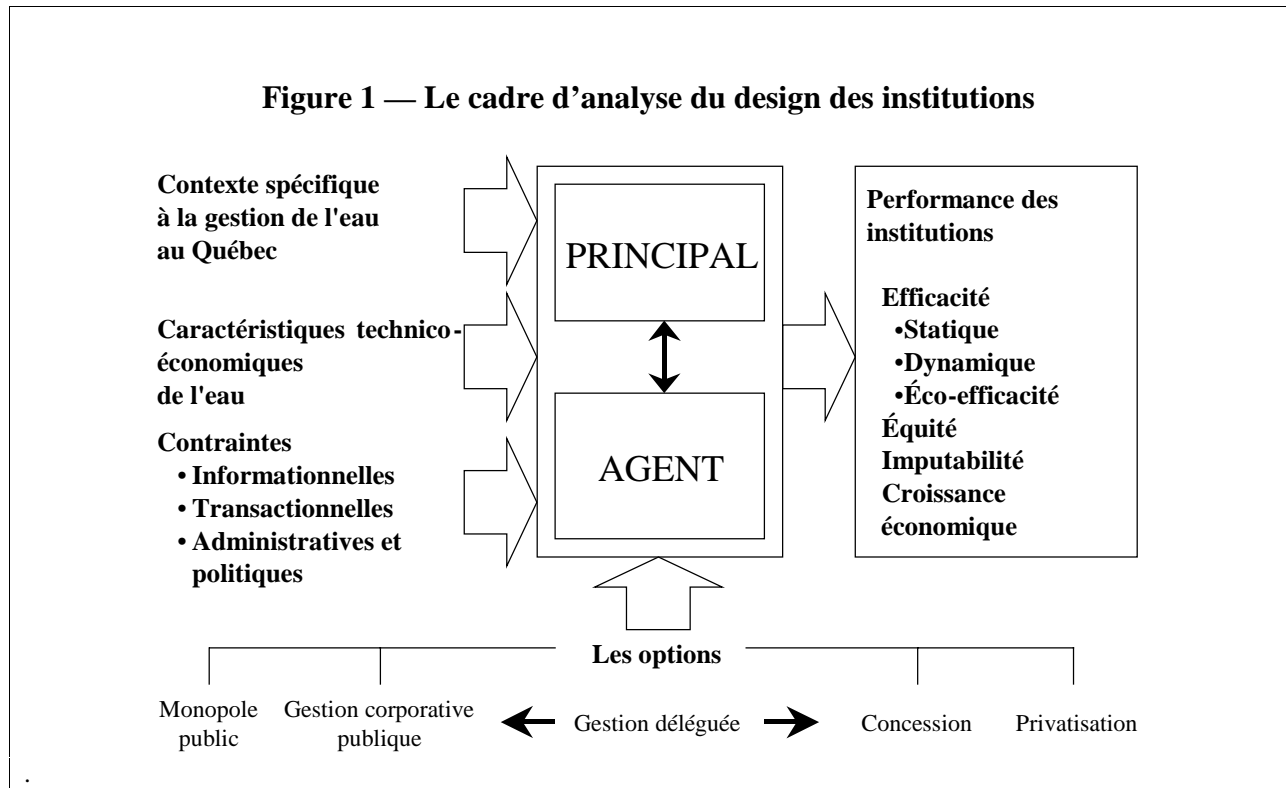 Figure 1 — Le cadre d’analyse du design des institutions
Contexte spécifique
à la gestion de l'eau
au Québec
Caractéristiques technico-
économiques
de l'eau
Contraintes
• Informationnelles
• Transactionnelles
• Administratives et
politiques
PRINCIPAL
AGENT
Performance des
institutions
Efficacité
•Statique
•Dynamique
•Éco-efficacité
Équité
Imputabilité
Croissance
économique
Les options
Monopole
public
Gestion corporative
publique
Gestion déléguée
Concession
Privatisation
.